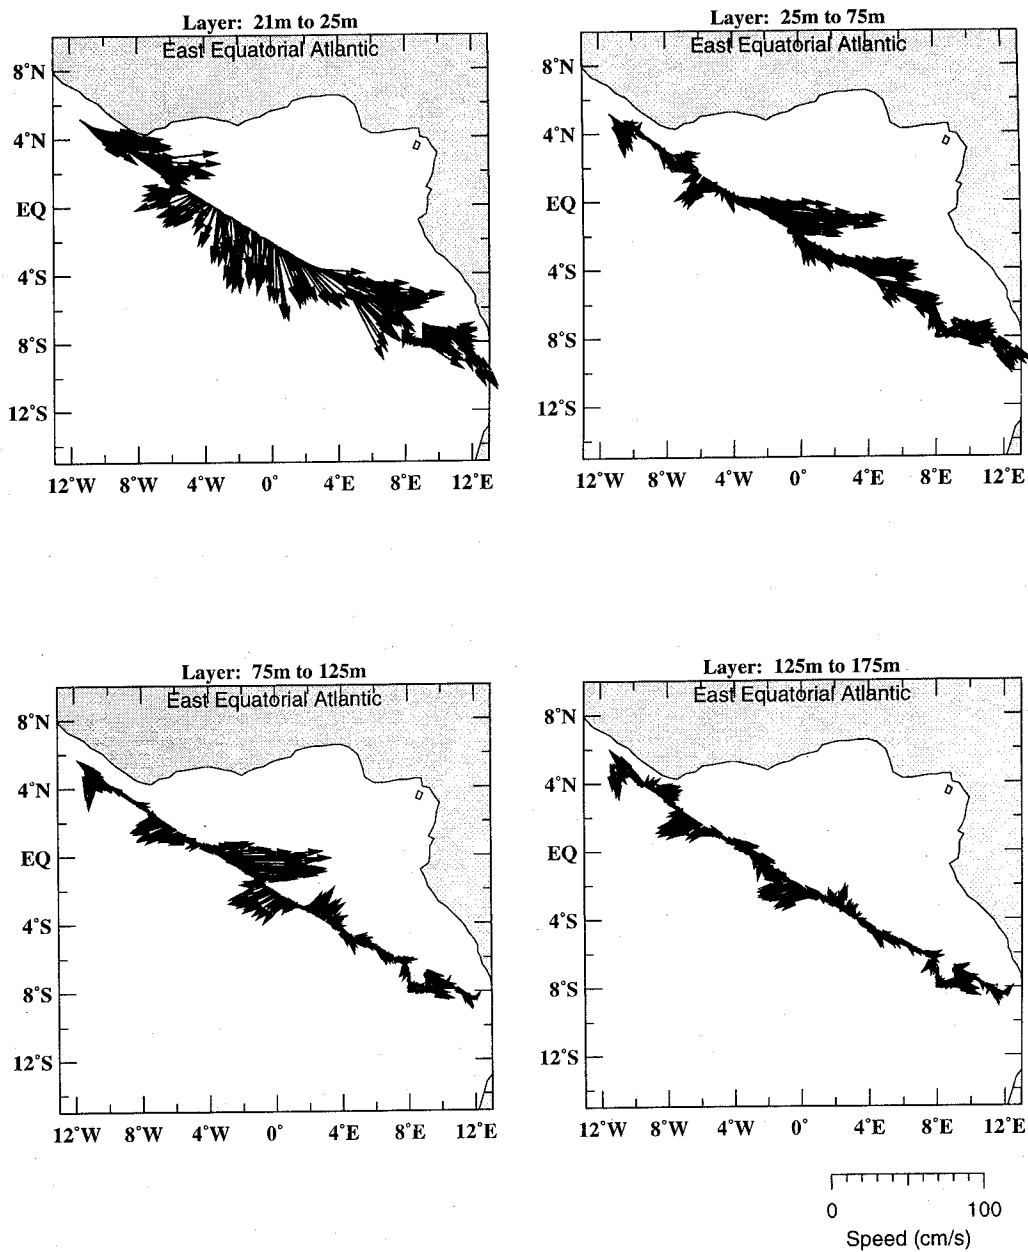 Layer: 21m to 25m
East Equatorial Atlantic
8˚N
4˚N
EQ
4˚S
8˚S
12˚S
12˚W 8˚W 4˚W 0˚ 4˚E 8˚E 12˚E
Layer: 25m to 75m
East Equatorial Atlantic
8˚N
4˚N
EQ
4˚S
8˚S
12˚S
12˚W 8˚W 4˚W 0˚ 4˚E 8˚E 12˚E
Layer: 75m to 125m
East Equatorial Atlantic
8˚N
4˚N
EQ
4˚S
8˚S
12˚S
12˚W 8˚W 4˚W 0˚ 4˚E 8˚E 12˚E
Layer: 125m to 175m
East Equatorial Atlantic
8˚N
4˚N
EQ
4˚S
8˚S
12˚S
12˚W 8˚W 4˚W 0˚ 4˚E 8˚E 12˚E
0 100
Speed (cm/s)